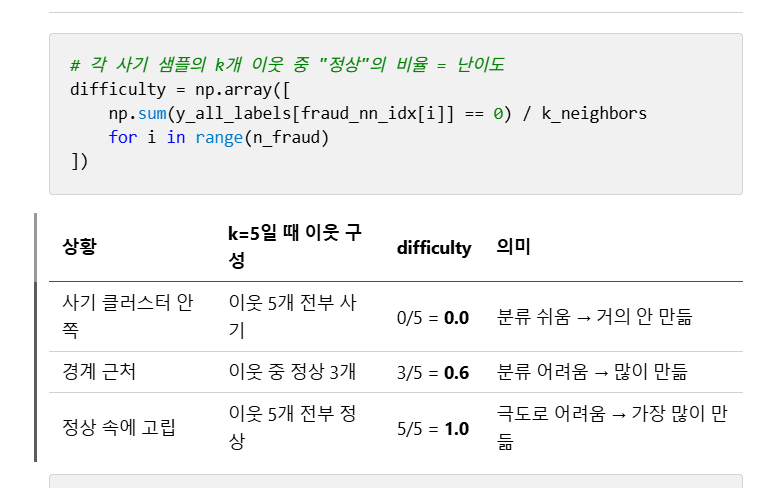 # 각 사기 샘플의 k개 이웃 중 "정상"의 비율 = 난이도
difficulty = np.array([
    np.sum(y_all_labels[fraud_nn_idx[i]] == 0) / k_neighbors
    for i in range(n_fraud)
])
상황
k=5일 때 이웃 구
성
difficulty
의미
사기 클러스터 안
쪽
이웃 5개 전부 사
기
0/5 = 0.0
분류 쉬움 → 거의 안 만듦
경계 근처
이웃 중 정상 3개
3/5 = 0.6
분류 어려움 → 많이 만듦
정상 속에 고립
이웃 5개 전부 정
상
5/5 = 1.0
극도로 어려움 → 가장 많이 만
듦